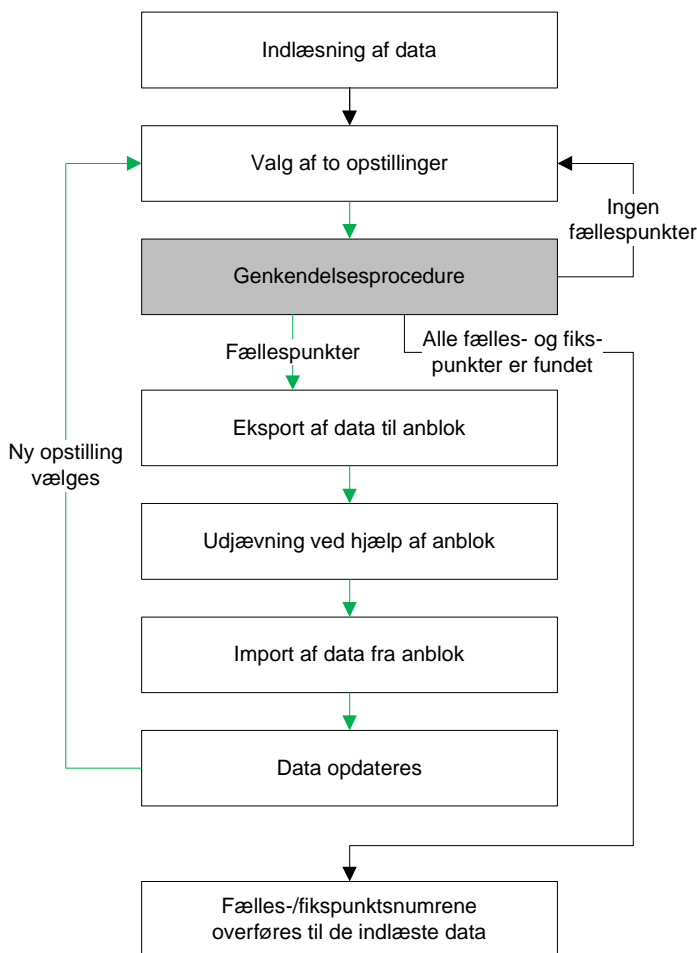 Indlæsning af data
Valg af to opstillinger
Ingen
fællespunkter
Genkendelsesprocedure
Fællespunkter
Alle fælles- og fiks-
punkter er fundet
Eksport af data til anblok
Ny opstilling
vælges
Udjævning ved hjælp af anblok
Import af data fra anblok
Data opdateres
Fælles-/fikspunktsnumrene
overføres til de indlæste data